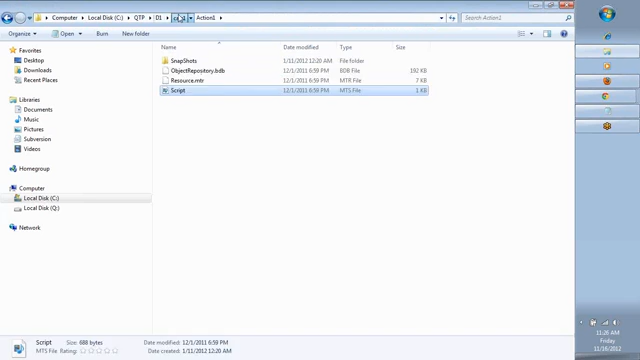 Computer Local Disk (C:) QTP D1 Action1 Search Action1
Organize Open Burn New folder
Name Date modified Type Size
Favorites
Desktop
Downloads
Recent Places
Libraries
Documents
Music
Pictures
Subversion
Videos
Homegroup
Computer
Local Disk (C:)
Local Disk (Q:)
Network
SnapShots 1/11/2012 12:20 AM File folder
ObjectRepository.bdb 12/1/2011 6:59 PM BDB File 192 KB
Resource.mtr 12/1/2011 6:59 PM MTR File 7 KB
Script 12/1/2011 6:59 PM MTS File 1 KB
Script Size: 688 bytes Date modified: 12/1/2011 6:59 PM
MTS File Rating: Date created: 1/11/2012 12:20 AM
11:26 AM
Friday
11/16/2012